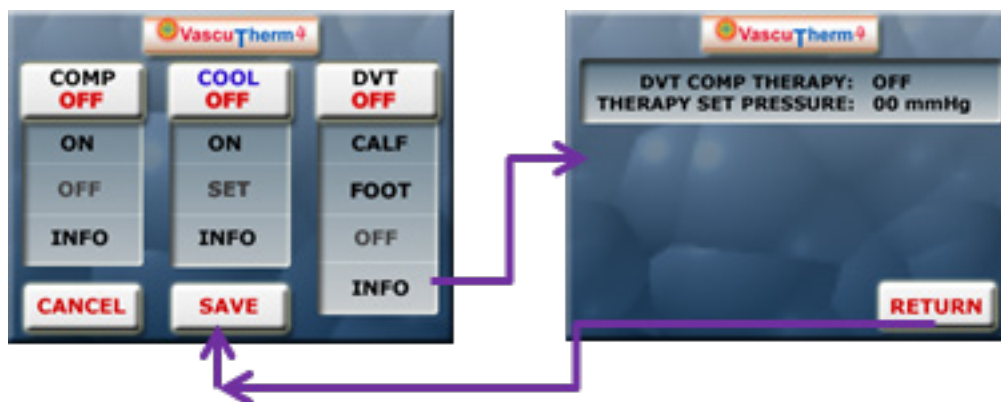 VascuTherm4
COMP
OFF
ON
OFF
INFO
COOL
OFF
ON
SET
INFO
DVT
OFF
CALF
FOOT
OFF
INFO
CANCEL
SAVE
VascuTherm4
DVT COMP THERAPY: OFF
THERAPY SET PRESSURE: 00 mmHg
RETURN